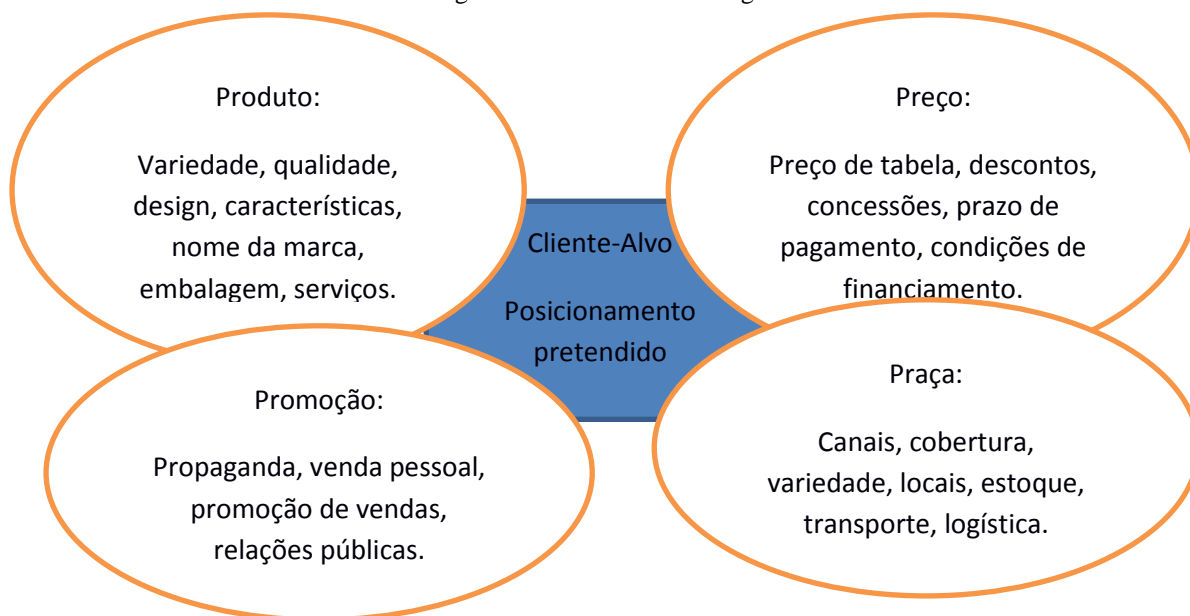 Produto:
Variedade, qualidade,
design, características,
nome da marca,
embalagem, serviços.
Preço:
Preço de tabela, descontos,
concessões, prazo de
pagamento, condições de
financiamento.
Cliente-Alvo
Posicionamento
pretendido
Promoção:
Propaganda, venda pessoal,
promoção de vendas,
relações públicas.
Praça:
Canais, cobertura,
variedade, locais, estoque,
transporte, logística.